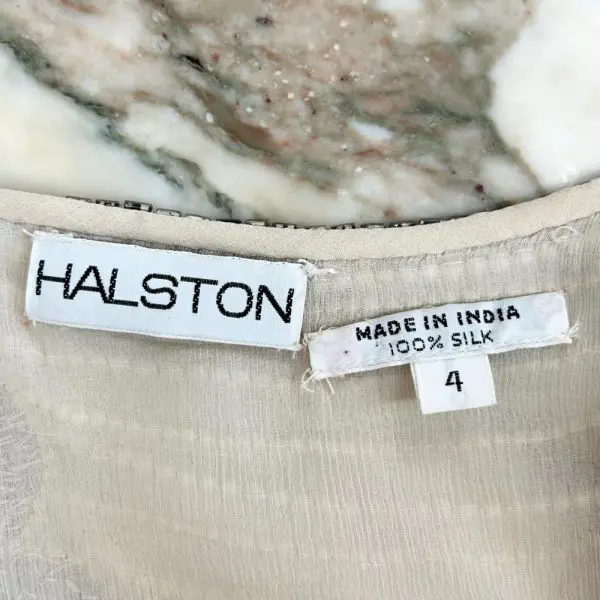 HALSTON
MADE IN INDIA
100% SILK
4